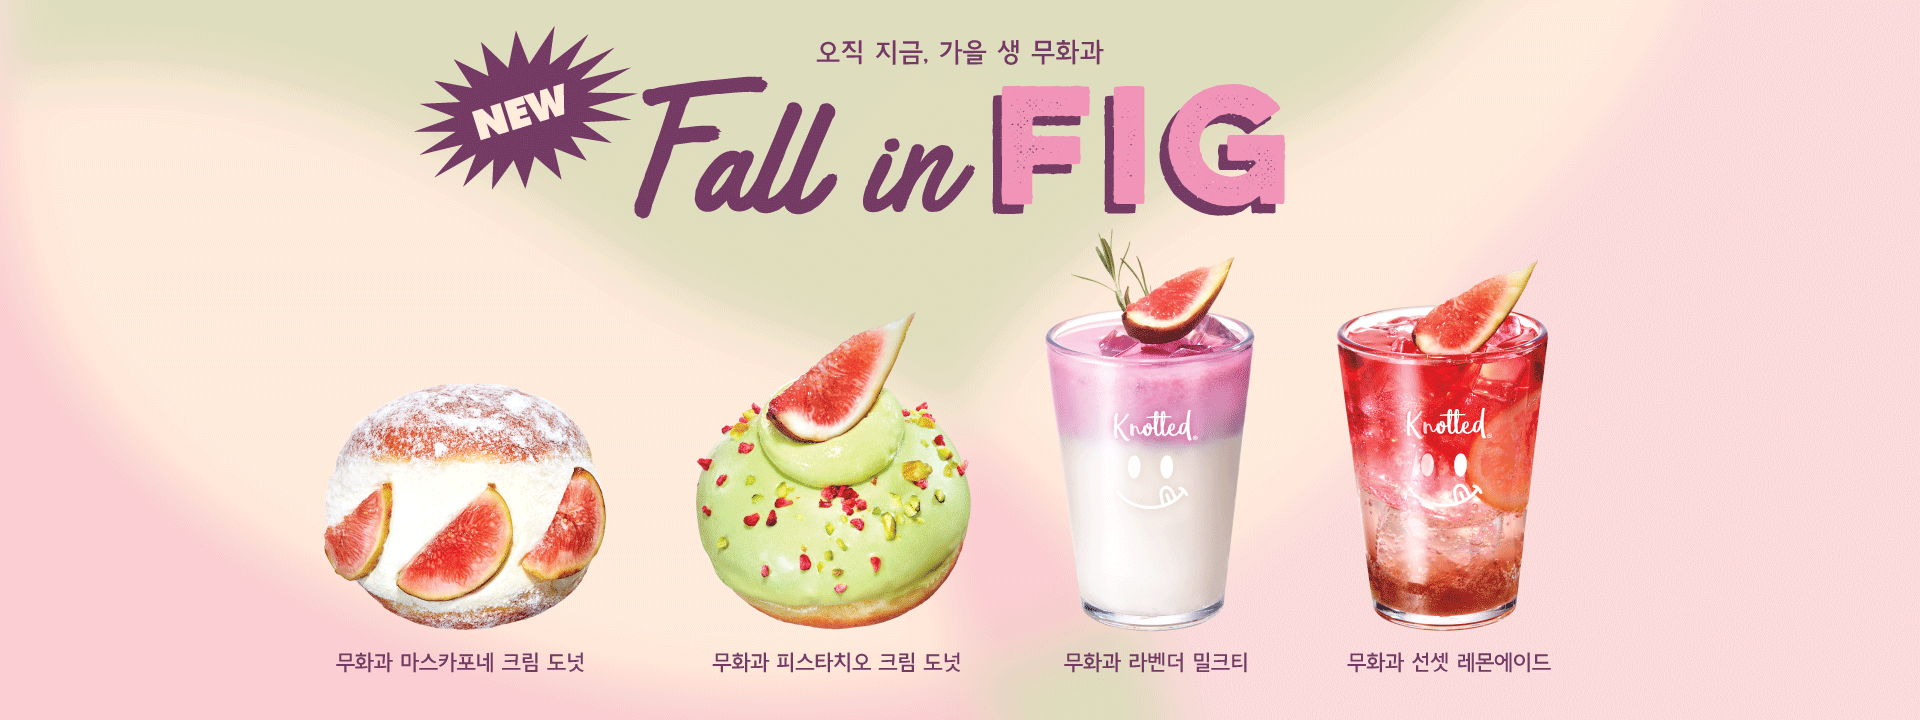 오직 지금, 가을 생 무화과
NEW
Fall in FIG
Knotted
Knotted
무화과 마스카포네 크림 도넛
무화과 피스타치오 크림 도넛
무화과 라벤더 밀크티
무화과 선셋 레몬에이드